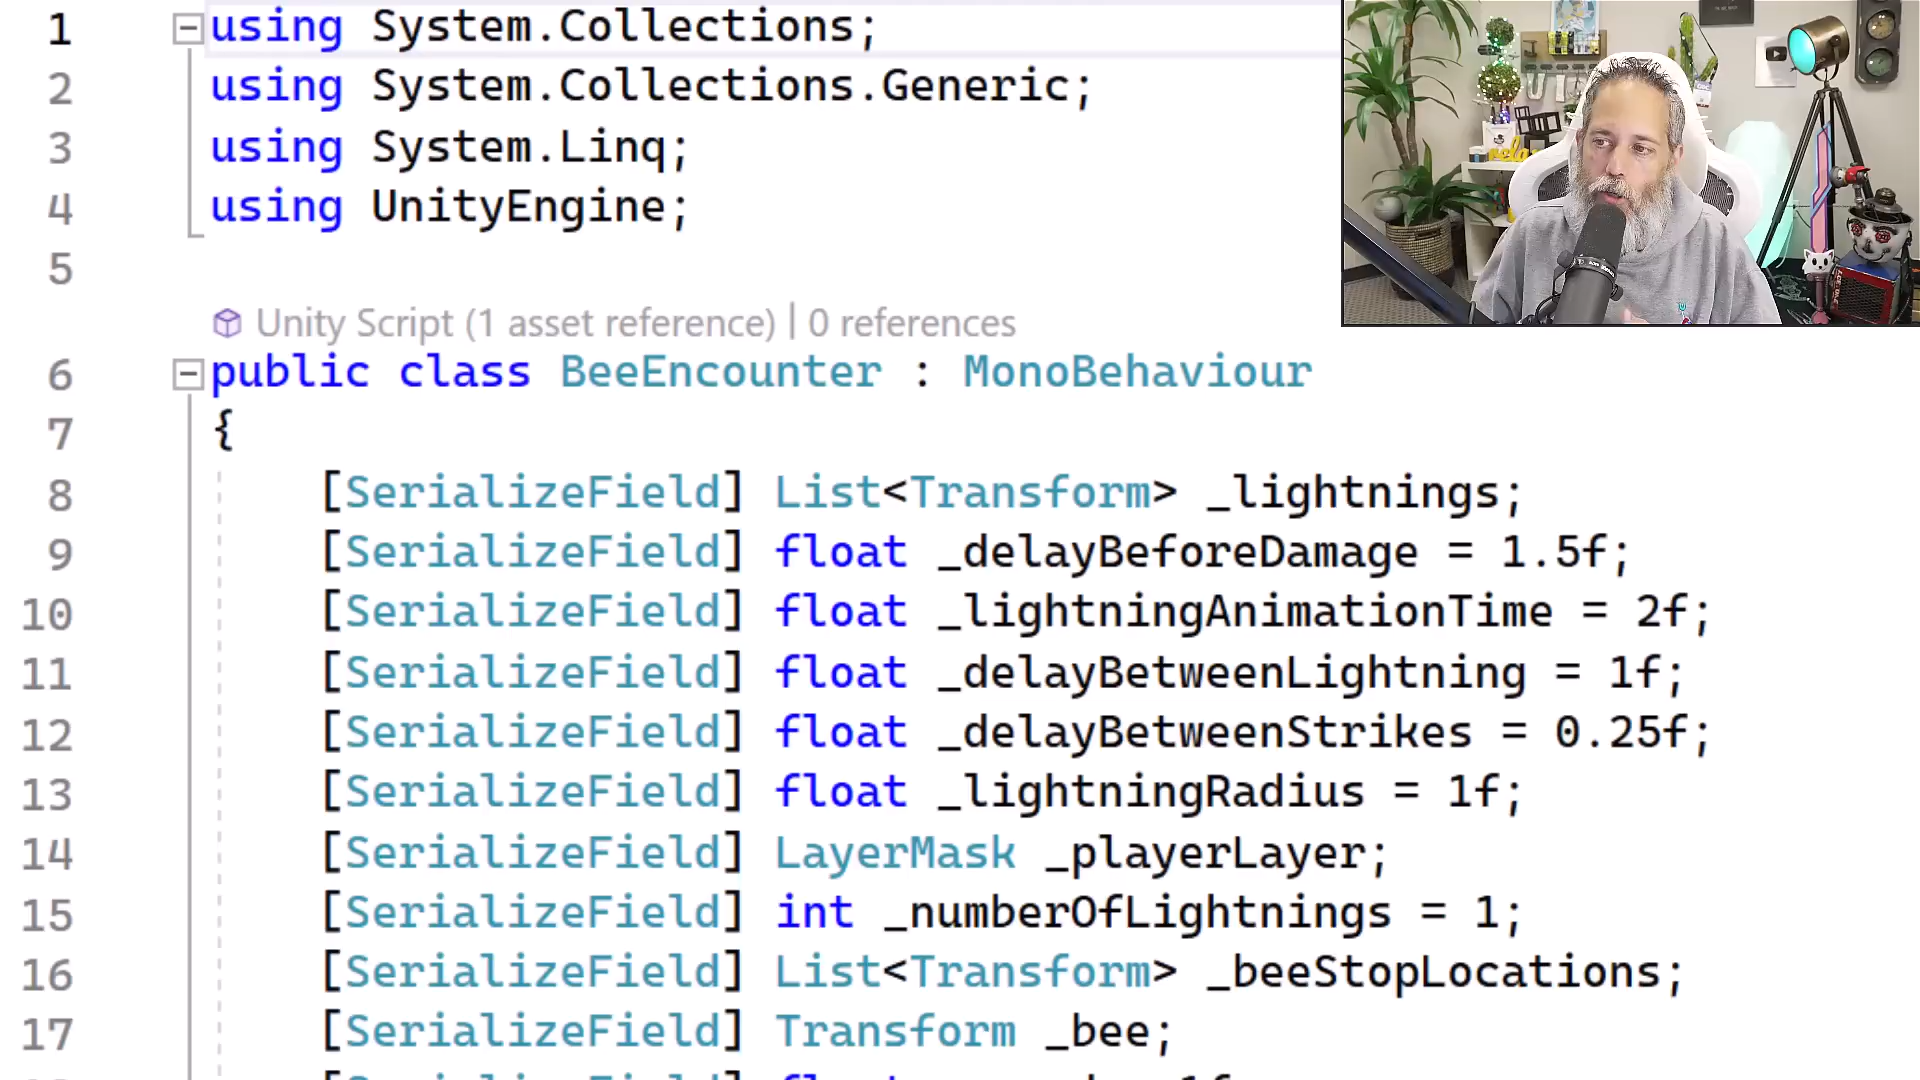 1 using System.Collections;
2 using System.Collections.Generic;
3 using System.Linq;
4 using UnityEngine;
5
Unity Script (1 asset reference) | 0 references
6 public class BeeEncounter : MonoBehaviour
7 {
8 [SerializeField] List<Transform> _lightnings;
9 [SerializeField] float _delayBeforeDamage = 1.5f;
10 [SerializeField] float _lightningAnimationTime = 2f;
11 [SerializeField] float _delayBetweenLightning = 1f;
12 [SerializeField] float _delayBetweenStrikes = 0.25f;
13 [SerializeField] float _lightningRadius = 1f;
14 [SerializeField] LayerMask _playerLayer;
15 [SerializeField] int _numberOfLightnings = 1;
16 [SerializeField] List<Transform> _beeStopLocations;
17 [SerializeField] Transform _bee;